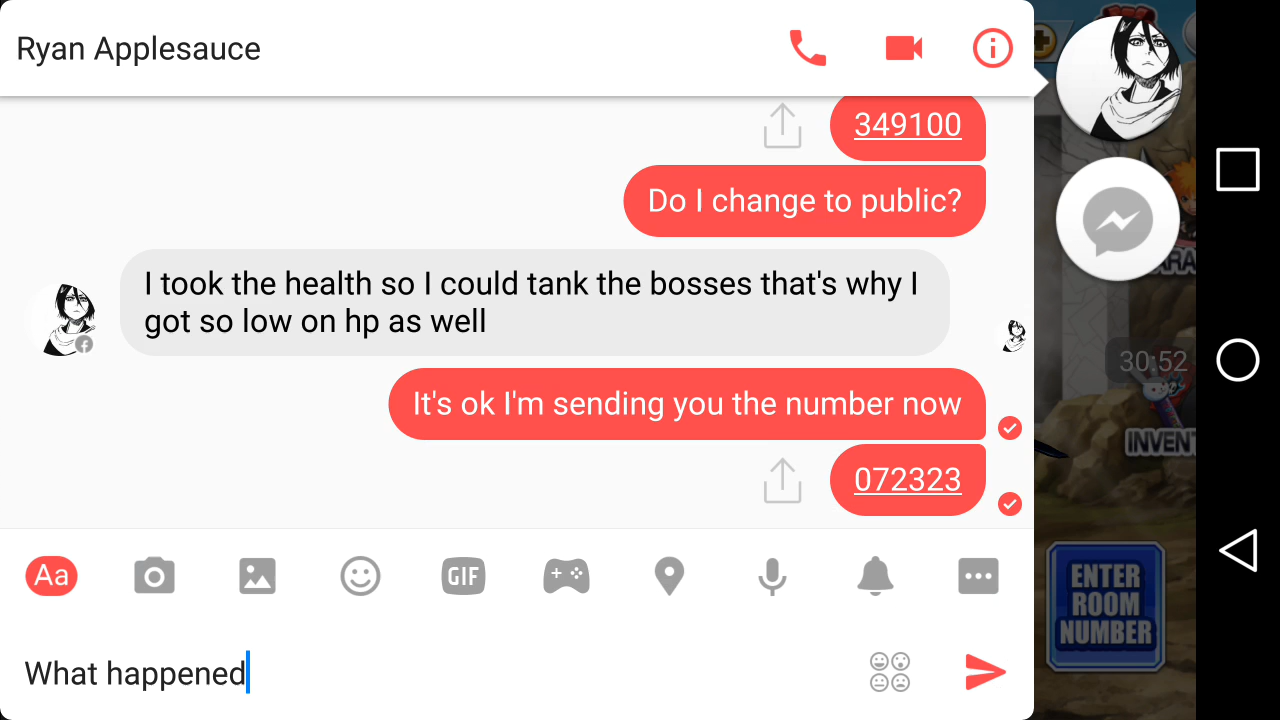 Ryan Applesauce
349100
Do I change to public?
I took the health so I could tank the bosses that's why I
got so low on hp as well
It's ok I'm sending you the number now
072323
Aa
GIF
What happened
30:52
INVENT
ENTER
ROOM
NUMBER